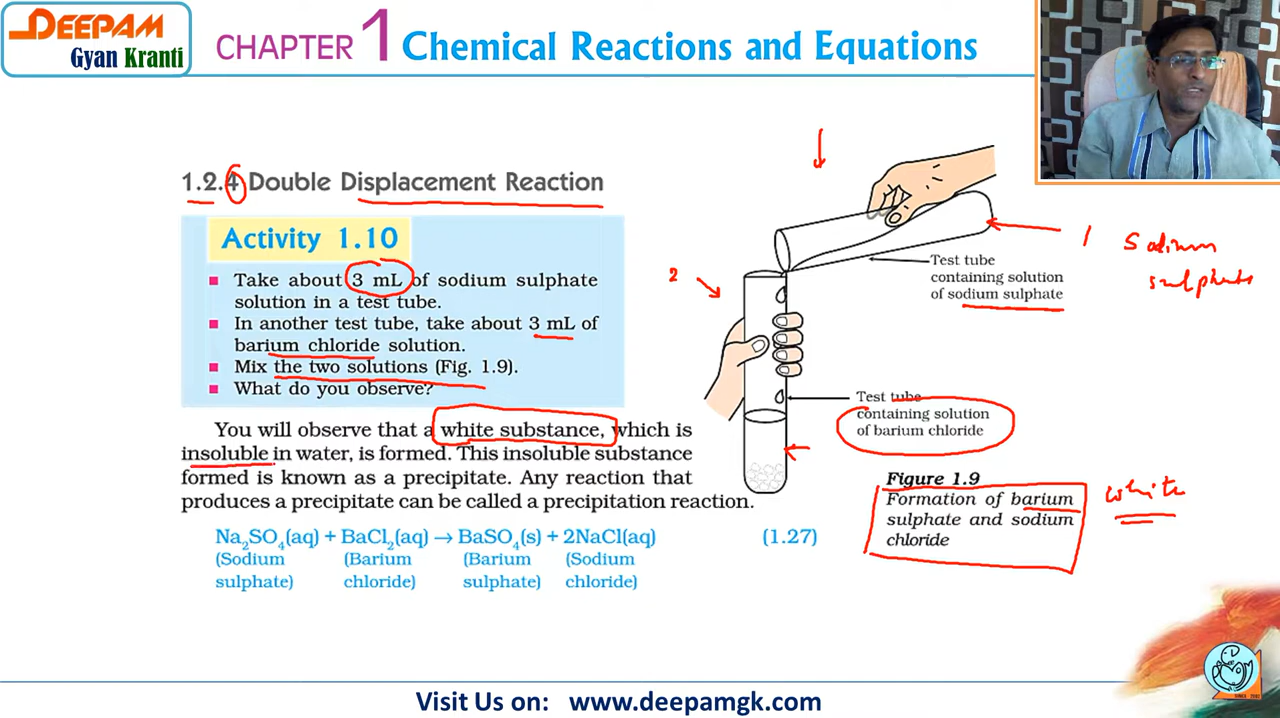 DEEPAM
Gyan Kranti
CHAPTER 1 Chemical Reactions and Equations
1.2.4 Double Displacement Reaction
Activity 1.10
Take about 3 mL of sodium sulphate
solution in a test tube.
In another test tube, take about 3 mL of
barium chloride solution.
Mix the two solutions (Fig. 1.9).
What do you observe?
You will observe that a white substance, which is
insoluble in water, is formed. This insoluble substance
formed is known as a precipitate. Any reaction that
produces a precipitate can be called a precipitation reaction.
Na₂SO₄(aq) + BaCl₂(aq) → BaSO₄(s) + 2NaCl(aq) (1.27)
(Sodium (Barium (Barium (Sodium
sulphate) chloride) sulphate) chloride)
1 Sodium
sulphate
2
Test tube
containing solution
of sodium sulphate
Test tube
containing solution
of barium chloride
Figure 1.9
Formation of barium
sulphate and sodium
chloride
white
Visit Us on: www.deepamgk.com